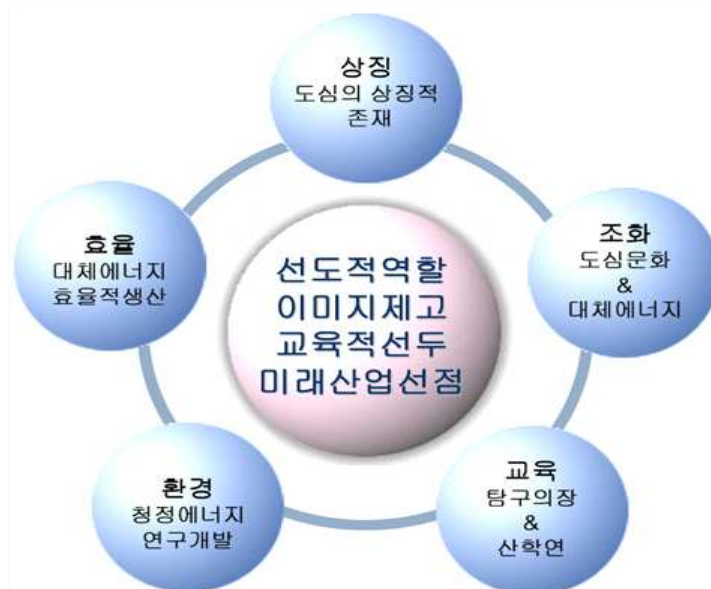 상징
도심의 상징적
존재
조화
도심문화
&
대체에너지
교육
탐구의장
&
산학연
환경
청정에너지
연구개발
효율
대체에너지
효율적생산
선도적역할
이미지제고
교육적선두
미래산업선점